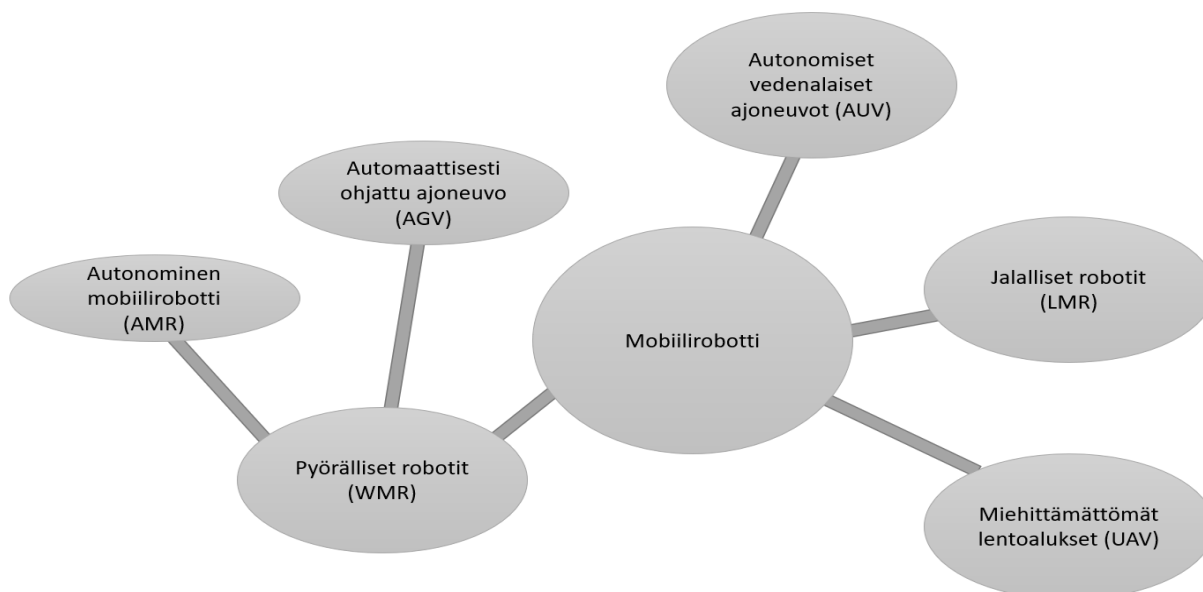 Autonomiset
vedenalaiset
ajoneuvot (AUV)
Automaattisesti
ohjattu ajoneuvo
(AGV)
Autonominen
mobiilirobotti
(AMR)
Jalalliset robotit
(LMR)
Mobiilirobotti
Pyörälliset robotit
(WMR)
Miehittämättömät
lentoalukset (UAV)